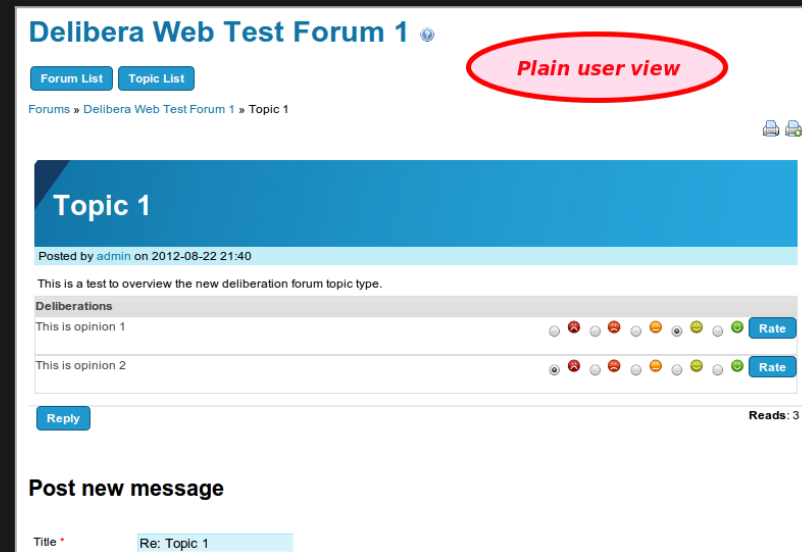 Delibera Web Test Forum 1
Plain user view
Forum List Topic List
Forums » Delibera Web Test Forum 1 » Topic 1
Topic 1
Posted by admin on 2012-08-22 21:40
This is a test to overview the new deliberation forum topic type.
Deliberations
This is opinion 1 Rate
This is opinion 2 Rate
Reply Reads: 3
Post new message
Title * Re: Topic 1